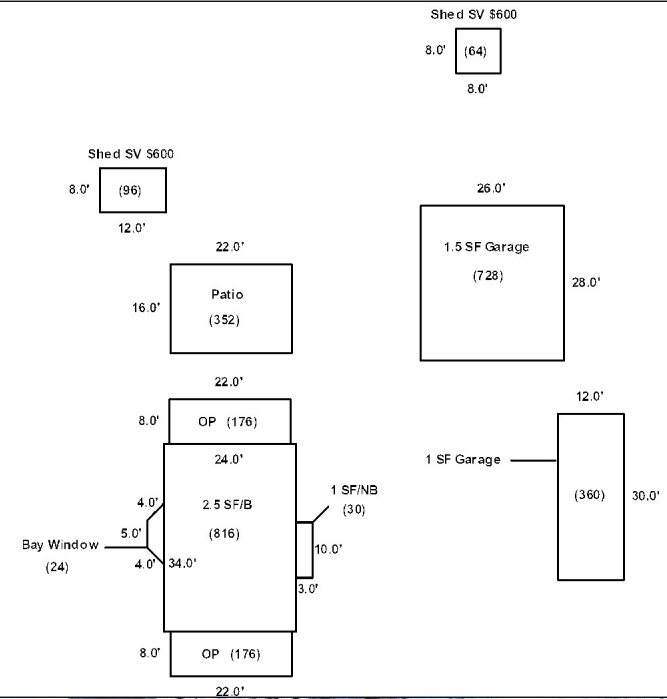 Shed SV $600
8.0'
(64)
8.0'
Shed SV $600
8.0'
(96)
12.0'
26.0'
1.5 SF Garage
(728)
28.0'
22.0'
16.0'
Patio
(352)
22.0'
8.0'
OP (176)
12.0'
1 SF Garage
(360)
30.0'
24.0'
4.0'
2.5 SF/B
(816)
1 SF/NB
(30)
5.0'
Bay Window
(24)
4.0'
34.0'
10.0'
3.0'
8.0'
OP (176)
22.0'